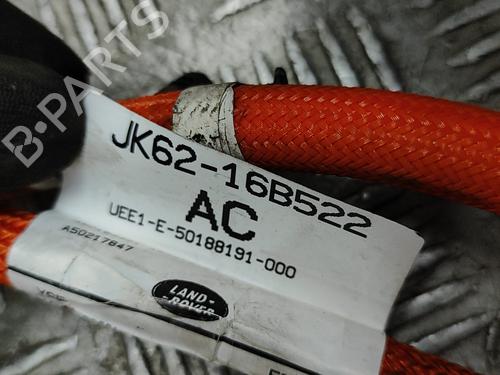 B-PARTS
JK62-16B522
AC
UEE1-E-50188191-000
A50217847
LAND-
ROVER